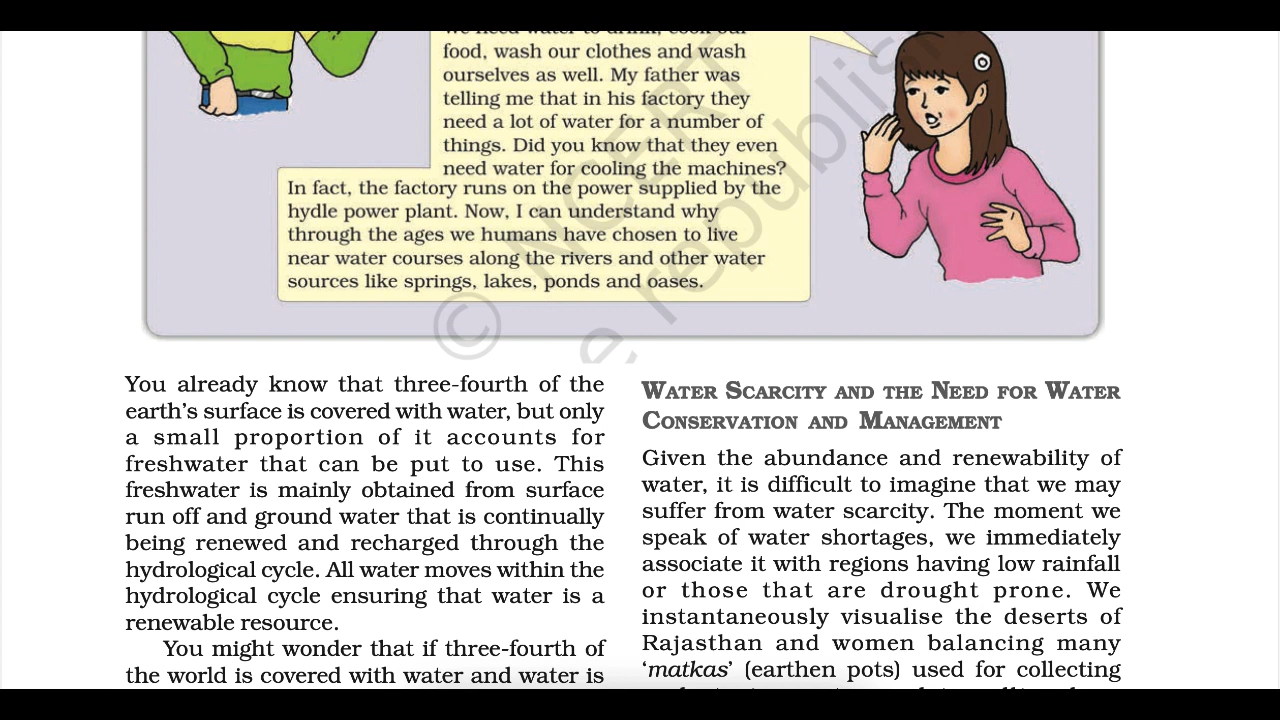 We need water to drink, cook our
food, wash our clothes and wash
ourselves as well. My father was
telling me that in his factory they
need a lot of water for a number of
things. Did you know that they even
need water for cooling the machines?
In fact, the factory runs on the power supplied by the
hydle power plant. Now, I can understand why
through the ages we humans have chosen to live
near water courses along the rivers and other water
sources like springs, lakes, ponds and oases.
© NCERT
e republis
You already know that three-fourth of the
earth's surface is covered with water, but only
a small proportion of it accounts for
freshwater that can be put to use. This
freshwater is mainly obtained from surface
run off and ground water that is continually
being renewed and recharged through the
hydrological cycle. All water moves within the
hydrological cycle ensuring that water is a
renewable resource.
You might wonder that if three-fourth of
the world is covered with water and water is
WATER SCARCITY AND THE NEED FOR WATER
CONSERVATION AND MANAGEMENT
Given the abundance and renewability of
water, it is difficult to imagine that we may
suffer from water scarcity. The moment we
speak of water shortages, we immediately
associate it with regions having low rainfall
or those that are drought prone. We
instantaneously visualise the deserts of
Rajasthan and women balancing many
‘matkas’ (earthen pots) used for collecting